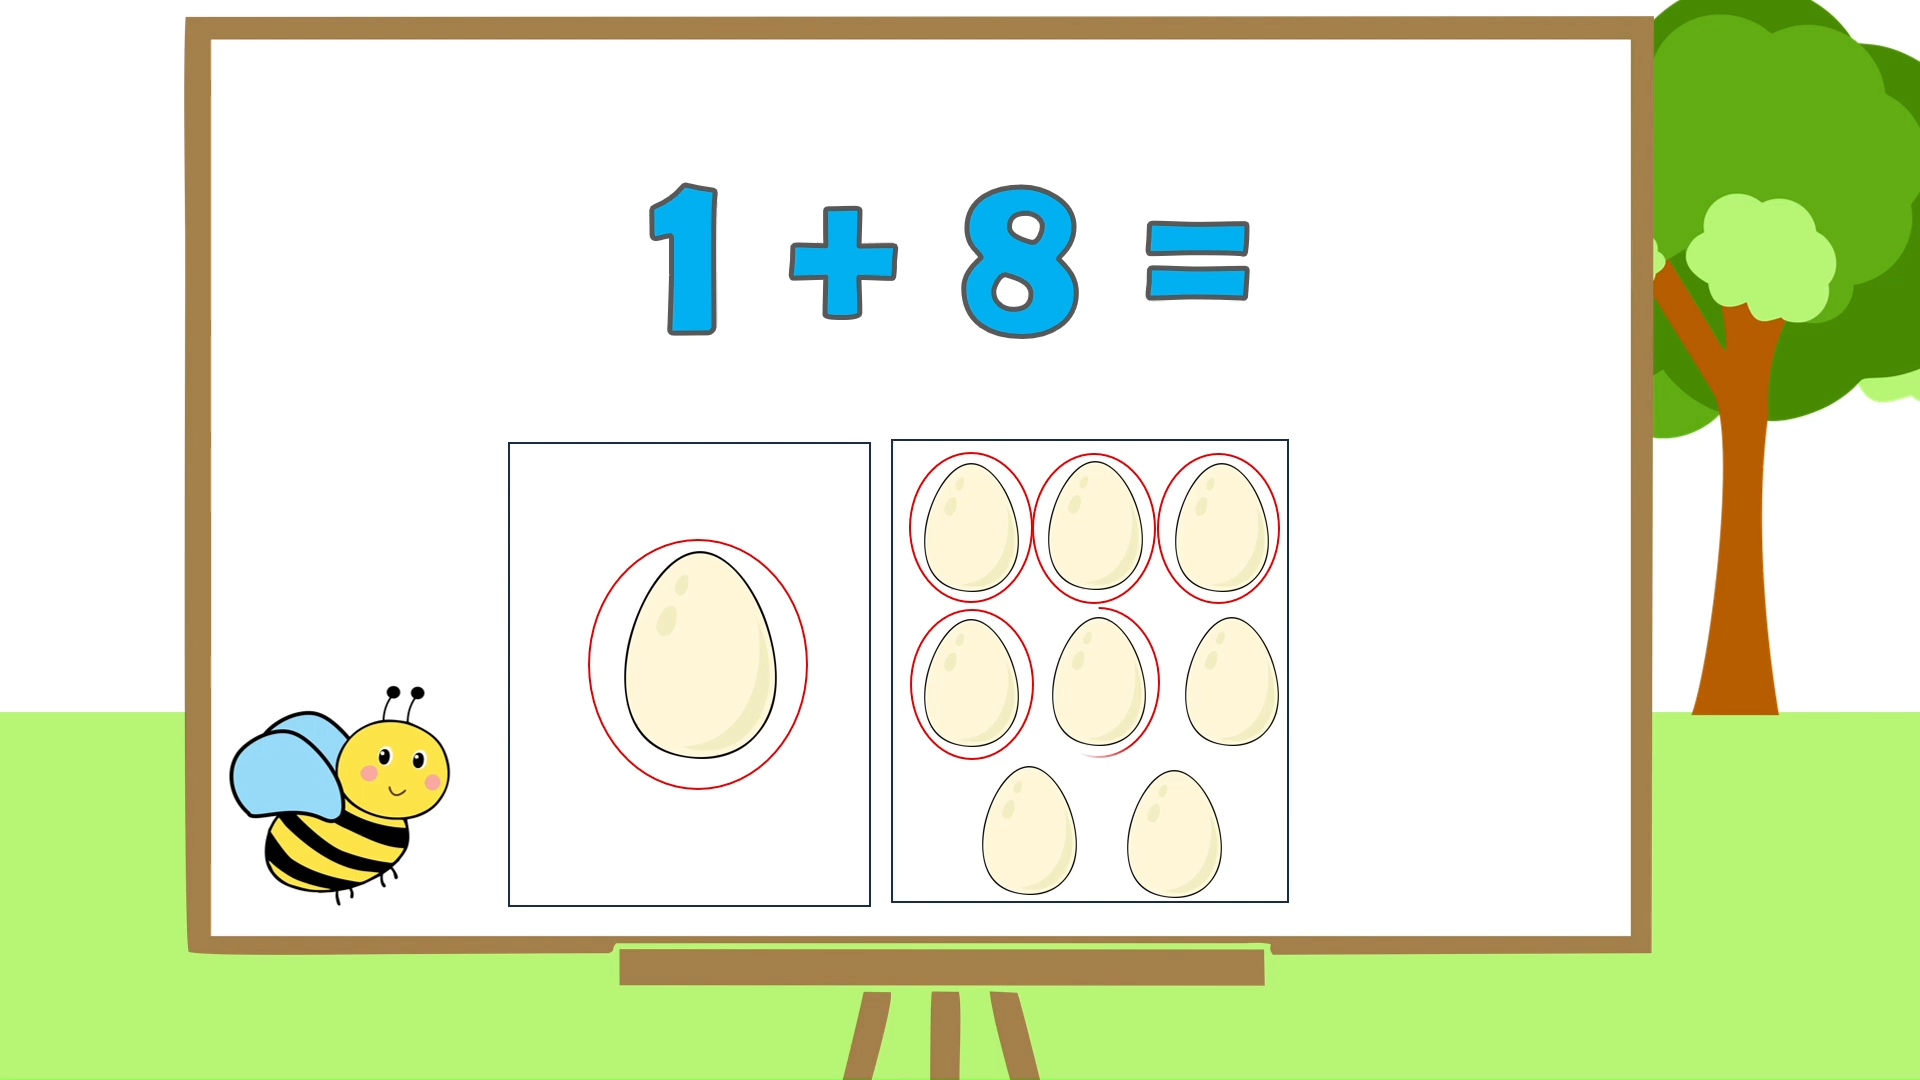 1 + 8 =